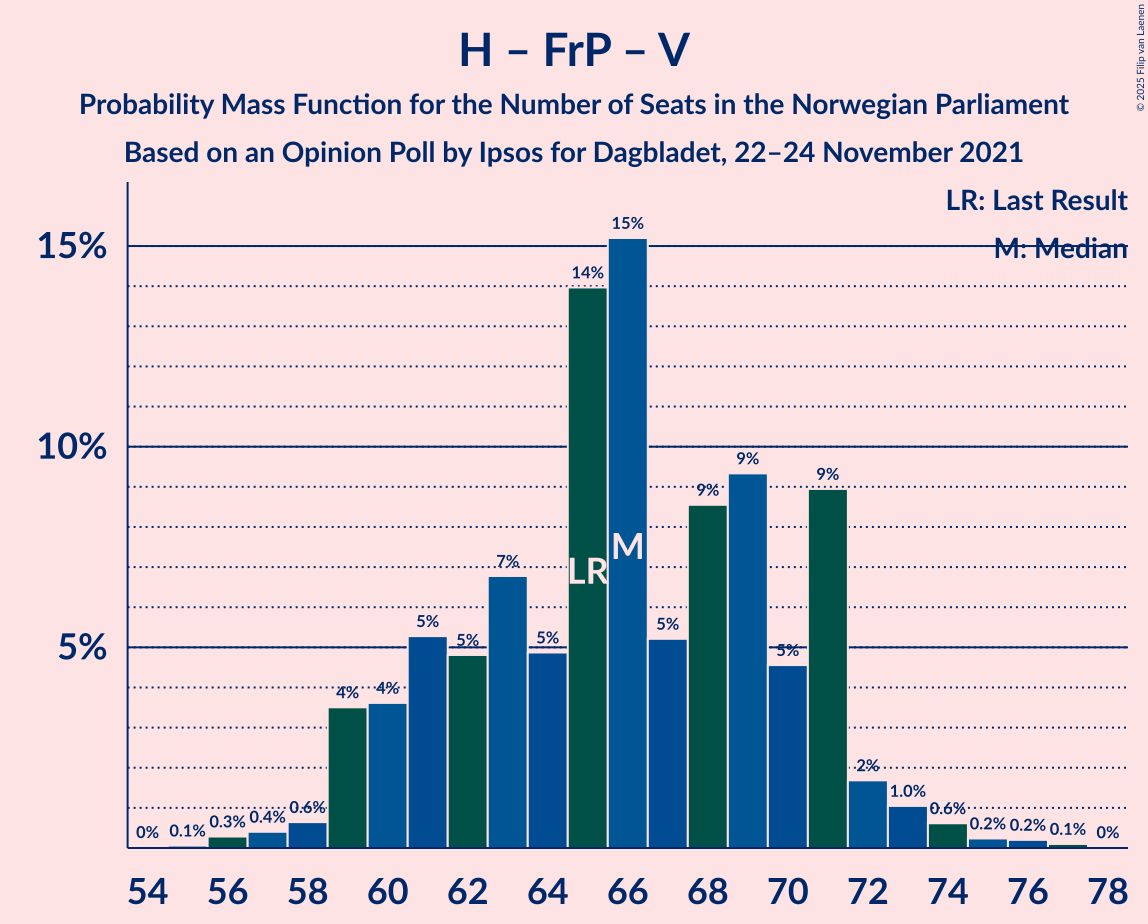 H – FrP – V
Probability Mass Function for the Number of Seats in the Norwegian Parliament
Based on an Opinion Poll by Ipsos for Dagbladet, 22–24 November 2021
© 2025 Filip van Laenen
LR: Last Result
M: Median
15%
10%
5%
0% 0.1% 0.3% 0.4% 0.6% 4% 4% 5% 5% 7% 5% 14% 15% 5% 9% 9% 5% 9% 2% 1.0% 0.6% 0.2% 0.2% 0.1% 0%
LR M
54 56 58 60 62 64 66 68 70 72 74 76 78